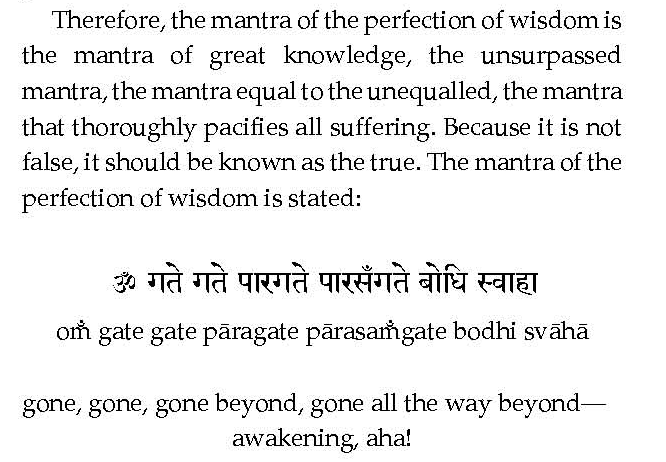 Therefore, the mantra of the perfection of wisdom is
the mantra of great knowledge, the unsurpassed
mantra, the mantra equal to the unequalled, the mantra
that thoroughly pacifies all suffering. Because it is not
false, it should be known as the true. The mantra of the
perfection of wisdom is stated:
ॐ गते गते पारगते पारसँगते बोधि स्वाहा
oṁ gate gate pāragate pārasaṁgate bodhi svāhā
gone, gone, gone beyond, gone all the way beyond—
awakening, aha!